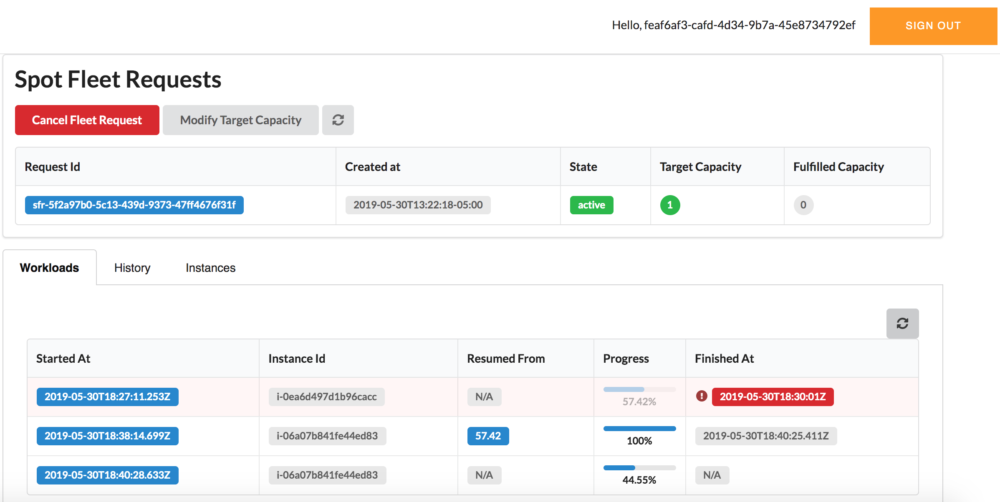 Hello, feaf6af3-cafd-4d34-9b7a-45e8734792ef SIGN OUT
Spot Fleet Requests
Cancel Fleet Request Modify Target Capacity
Request Id Created at State Target Capacity Fulfilled Capacity
sfr-5f2a97b0-5c13-439d-9373-47ff4676f31f 2019-05-30T13:22:18-05:00 active 1 0
Workloads History Instances
Started At Instance Id Resumed From Progress Finished At
2019-05-30T18:27:11.253Z i-0ea6d497d1b96cacc N/A 57.42% 2019-05-30T18:30:01Z
2019-05-30T18:38:14.699Z i-06a07b841fe44ed83 57.42 100% 2019-05-30T18:40:25.411Z
2019-05-30T18:40:28.633Z i-06a07b841fe44ed83 N/A 44.55% N/A